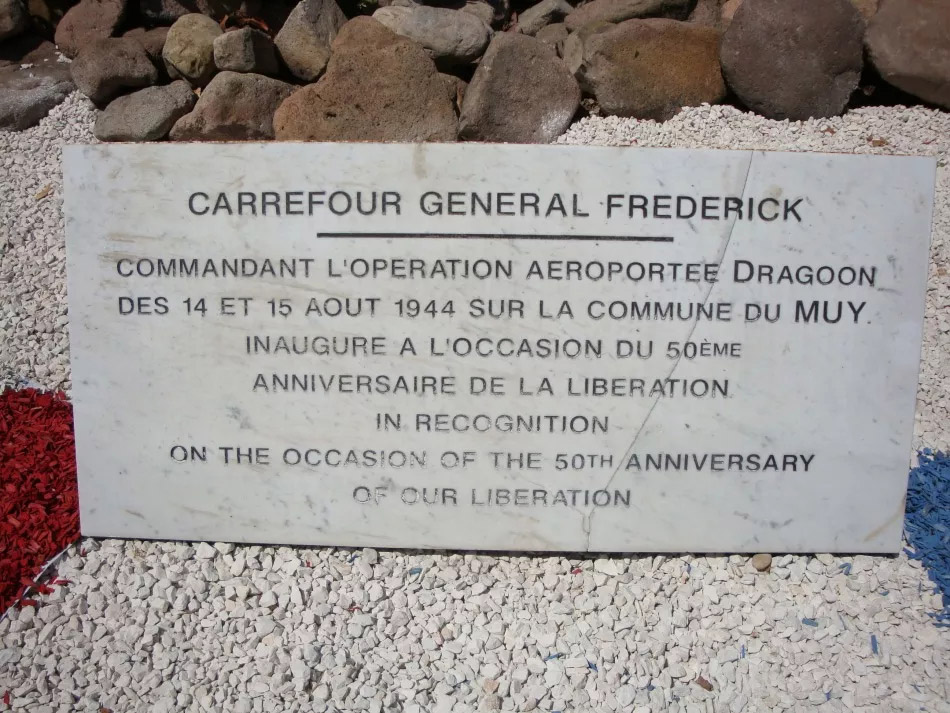 CARREFOUR GENERAL FREDERICK
COMMANDANT L'OPERATION AEROPORTEE DRAGOON
DES 14 ET 15 AOUT 1944 SUR LA COMMUNE DU MUY.
INAUGURE A L'OCCASION DU 50ÈME
ANNIVERSAIRE DE LA LIBERATION
IN RECOGNITION
ON THE OCCASION OF THE 50TH ANNIVERSARY
OF OUR LIBERATION